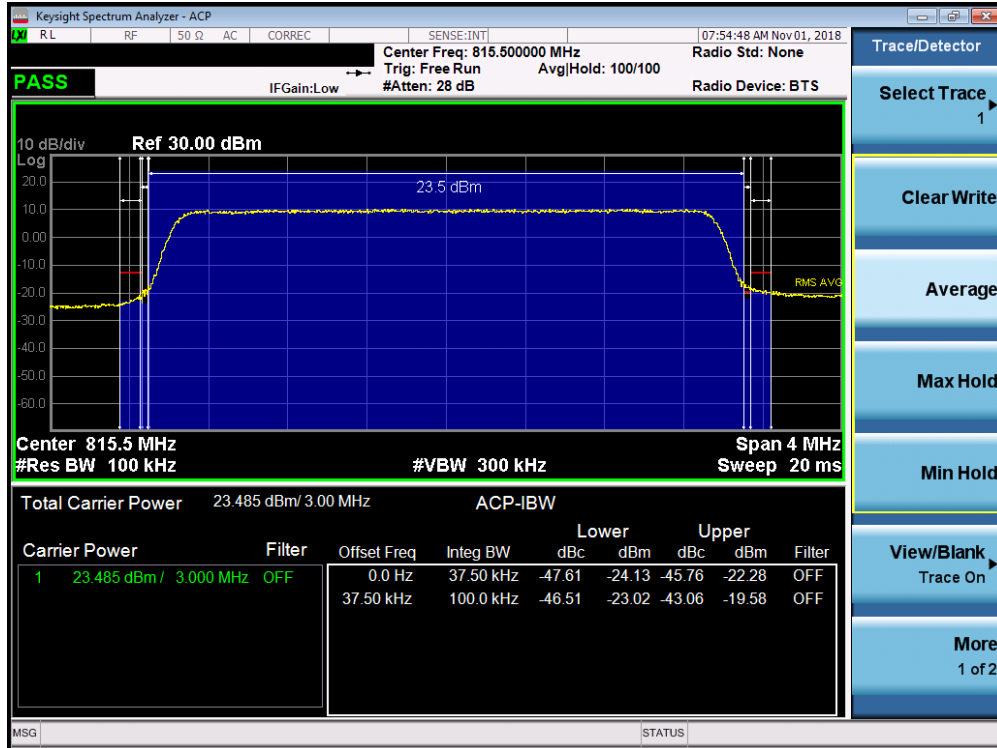 Keysight Spectrum Analyzer - ACP
LXI RL RF 50 Ω AC CORREC SENSE:INT 07:54:48 AM Nov 01, 2018
Center Freq: 815.500000 MHz Radio Std: None
Trig: Free Run Avg|Hold: 100/100
PASS IFGain:Low #Atten: 28 dB Radio Device: BTS
10 dB/div Ref 30.00 dBm
Log
20.0
23.5 dBm
10.0
0.00
-10.0
RMS AVG
-20.0
-30.0
-40.0
-50.0
-60.0
Center 815.5 MHz Span 4 MHz
#Res BW 100 kHz #VBW 300 kHz Sweep 20 ms
Total Carrier Power 23.485 dBm/ 3.00 MHz ACP-IBW
Lower Upper
Carrier Power Filter Offset Freq Integ BW dBc dBm dBc dBm Filter
1 23.485 dBm / 3.000 MHz OFF 0.0 Hz 37.50 kHz -47.61 -24.13 -45.76 -22.28 OFF
37.50 kHz 100.0 kHz -46.51 -23.02 -43.06 -19.58 OFF
MSG STATUS
Trace/Detector
Select Trace
1
Clear Write
Average
Max Hold
Min Hold
View/Blank
Trace On
More
1 of 2